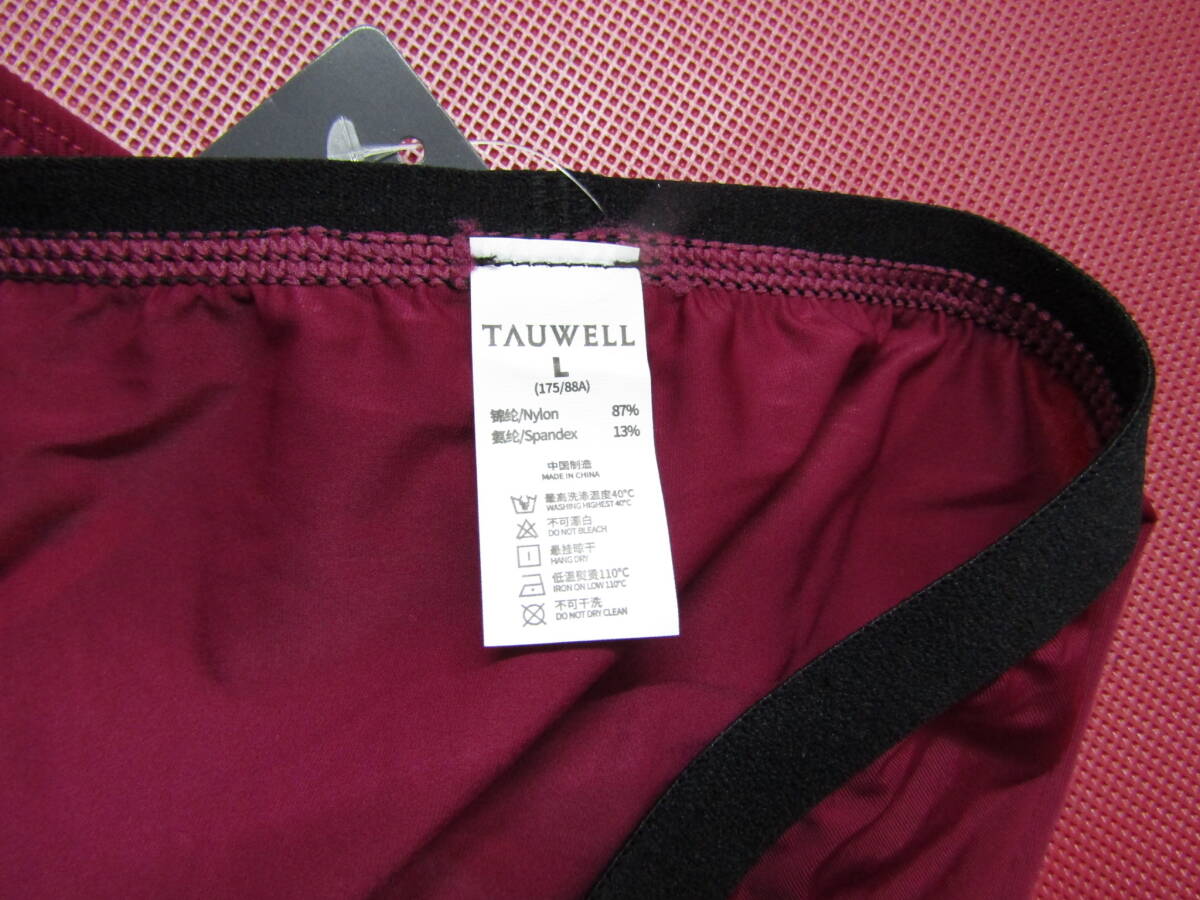 TAUWELL
L
(175/88A)
锦纶/Nylon 87%
氨纶/Spandex 13%
中国制造
MADE IN CHINA
最高洗涤温度40°C
WASHING HIGHEST 40°C
不可漂白
DO NOT BLEACH
悬挂晾干
HANG DRY
低温熨烫110°C
IRON ON LOW 110°C
不可干洗
DO NOT DRY CLEAN